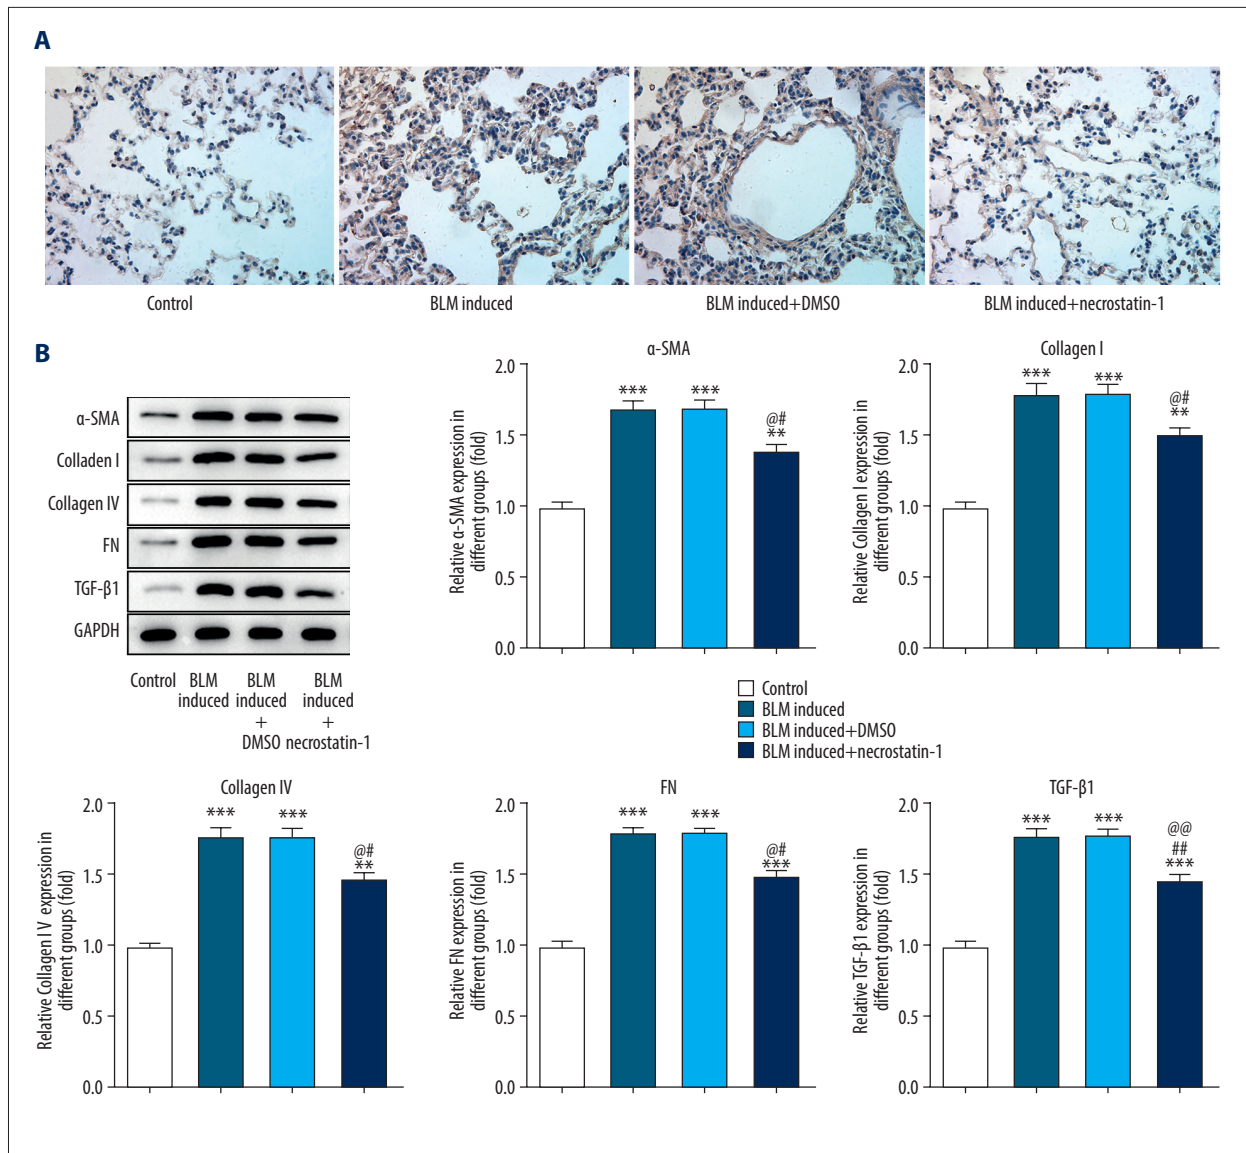 A
Control
BLM induced
BLM induced+DMSO
BLM induced+necrostatin-1
B
α-SMA
Colladen I
Collagen IV
FN
TGF-β1
GAPDH
Control
BLM
induced
BLM
induced
+
DMSO
BLM
induced
+
necrostatin-1
α-SMA
Relative α-SMA expression in
different groups (fold)
2.0
1.5
1.0
0.5
0.0
***
***
@#
**
Collagen I
Relative Collagen I expression in
different groups (fold)
2.0
1.5
1.0
0.5
0.0
***
***
@#
**
Control
BLM induced
BLM induced+DMSO
BLM induced+necrostatin-1
Collagen IV
Relative Collagen I V expression in
different groups (fold)
2.0
1.5
1.0
0.5
0.0
***
***
@#
**
FN
Relative FN expression in
different groups (fold)
2.0
1.5
1.0
0.5
0.0
***
***
@#
***
TGF-β1
Relative TGF-β1 expression in
different groups (fold)
2.0
1.5
1.0
0.5
0.0
***
***
@@
##
***